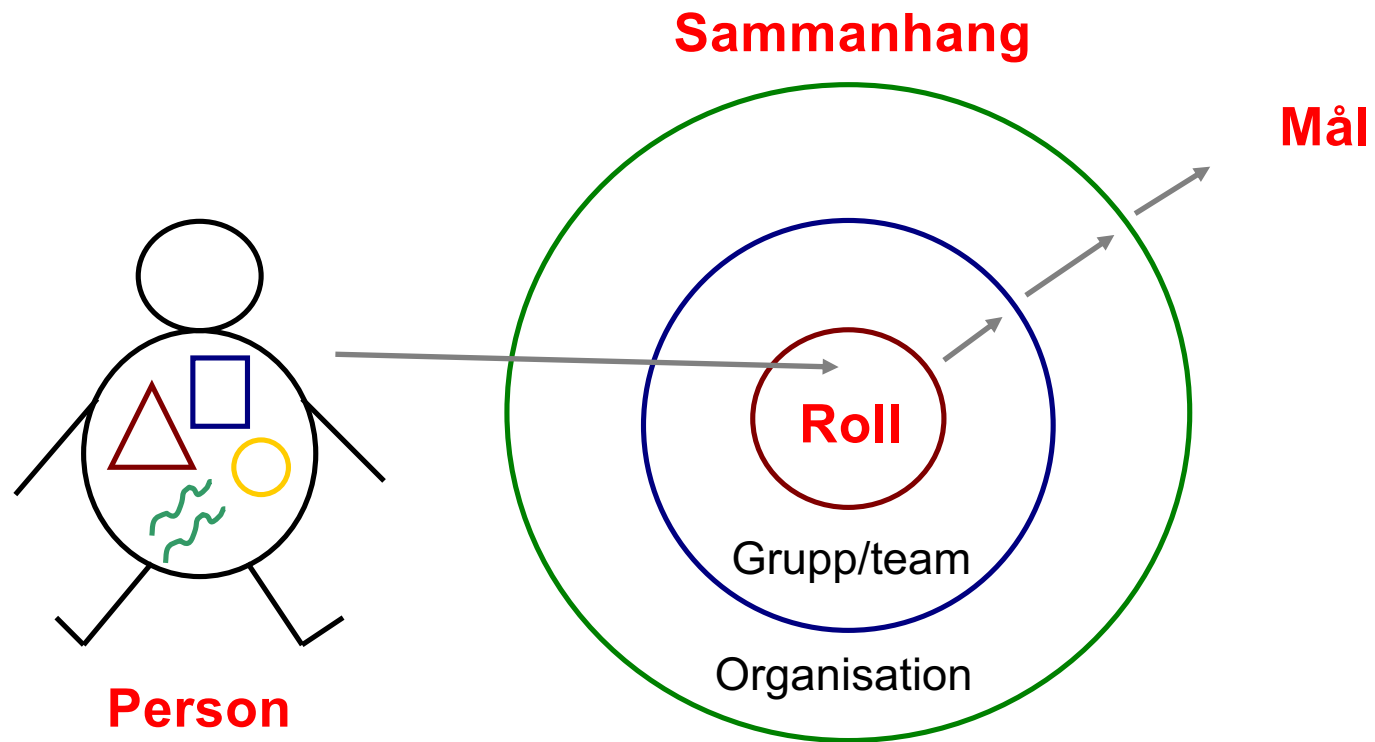 Sammanhang
Mål
Roll
Grupp/team
Organisation
Person